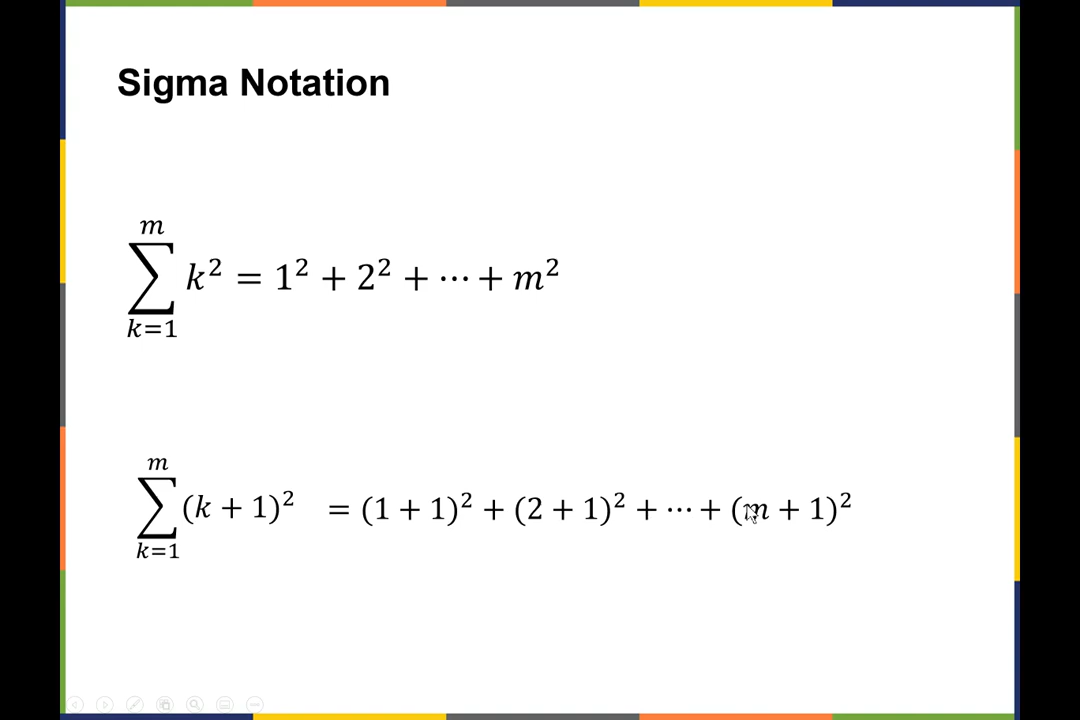 Sigma Notation
m
∑ k² = 1² + 2² + ⋯ + m²
k=1
m
∑ (k + 1)² = (1 + 1)² + (2 + 1)² + ⋯ + (m + 1)²
k=1